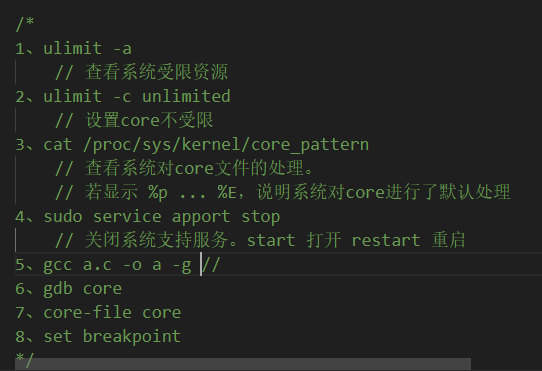 /*
1、ulimit -a
// 查看系统受限资源
2、ulimit -c unlimited
// 设置core不受限
3、cat /proc/sys/kernel/core_pattern
// 查看系统对core文件的处理。
// 若显示 %p ... %E，说明系统对core进行了默认处理
4、sudo service apport stop
// 关闭系统支持服务。start 打开 restart 重启
5、gcc a.c -o a -g //
6、gdb core
7、core-file core
8、set breakpoint
*/